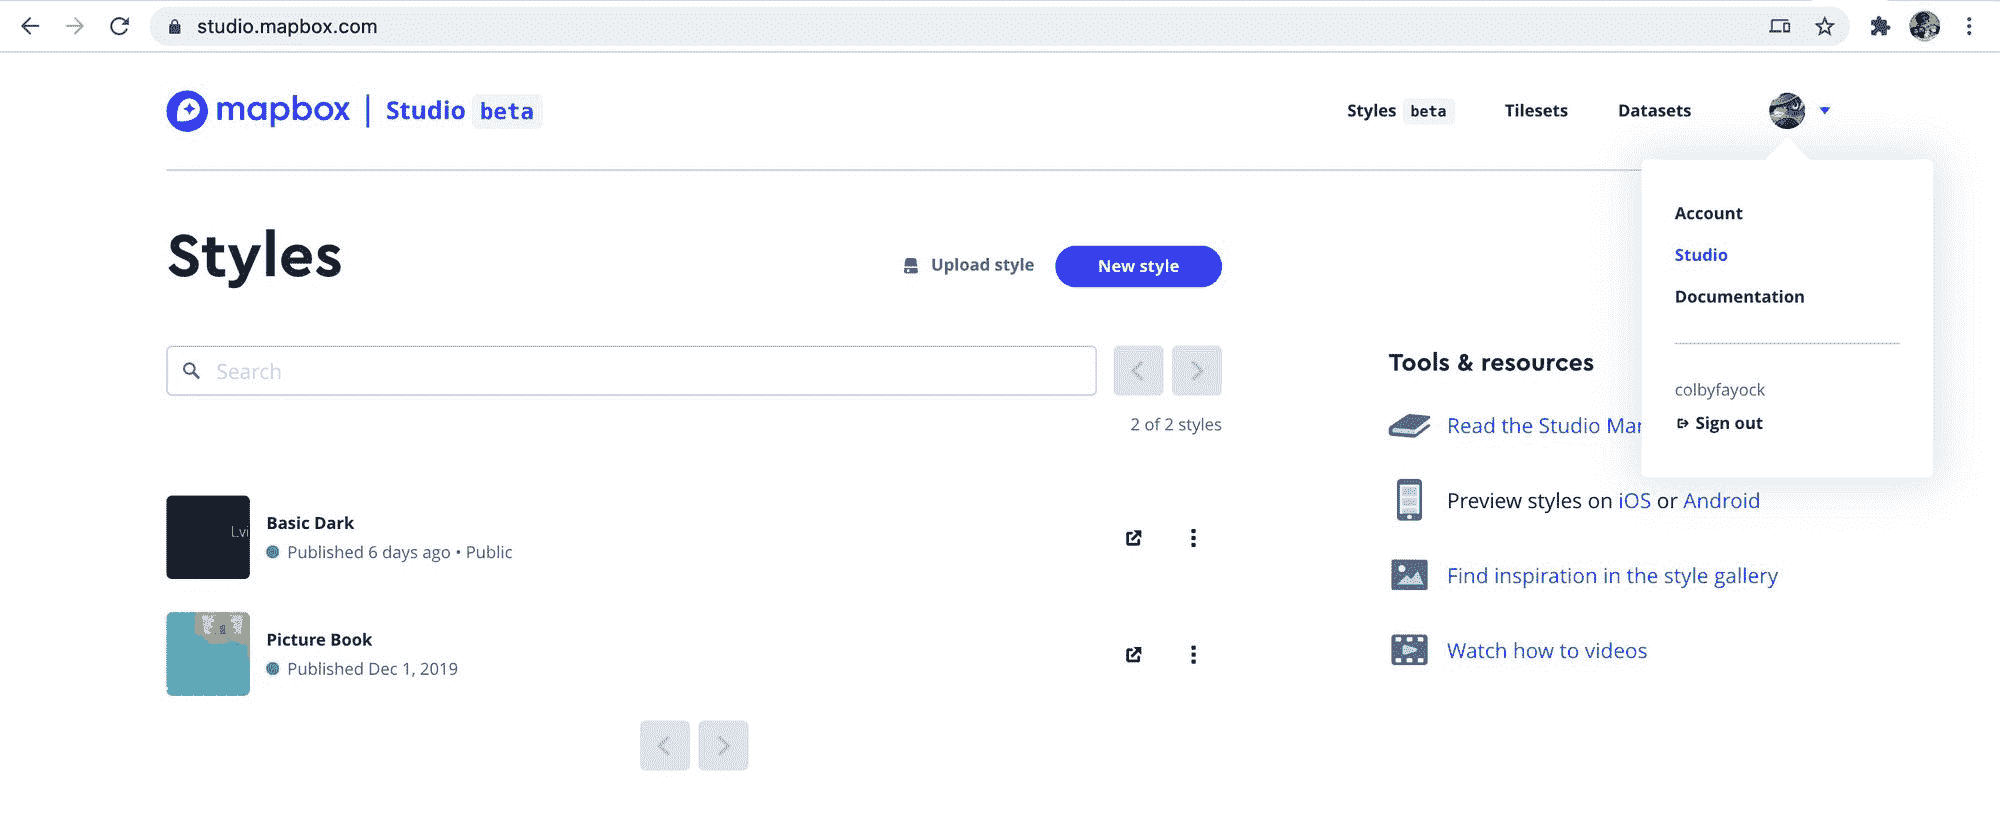 studio.mapbox.com
mapbox | Studio beta
Styles beta Tilesets Datasets
Account
Studio
Documentation
colbyfayock
Sign out
Styles
Upload style
New style
Search
2 of 2 styles
Basic Dark
Published 6 days ago • Public
Picture Book
Published Dec 1, 2019
Tools & resources
Read the Studio
Preview styles on iOS or Android
Find inspiration in the style gallery
Watch how to videos